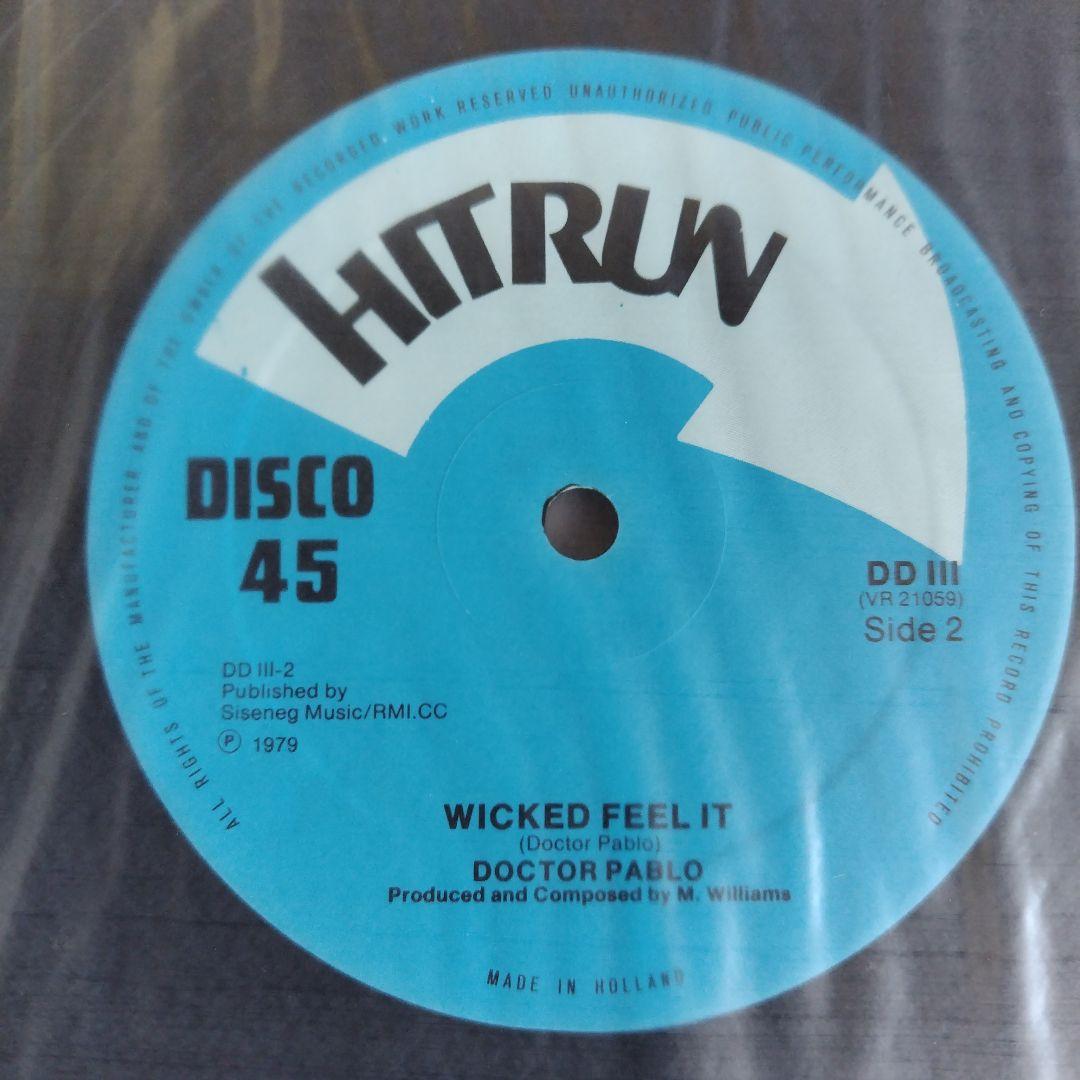 ALL RIGHTS OF THE MANUFACTURER AND OF THE OWNER OF THE RECORDED WORK RESERVED UNAUTHORIZED PUBLIC PERFORMANCE BROADCASTING AND COPYING OF THIS RECORD PROHIBITED
HITRUN
DISCO
45
DD III
(VR 21059)
Side 2
DD III-2
Published by
Siseneg Music/RMI.CC
Ⓟ 1979
WICKED FEEL IT
(Doctor Pablo)
DOCTOR PABLO
Produced and Composed by M. Williams
MADE IN HOLLAND